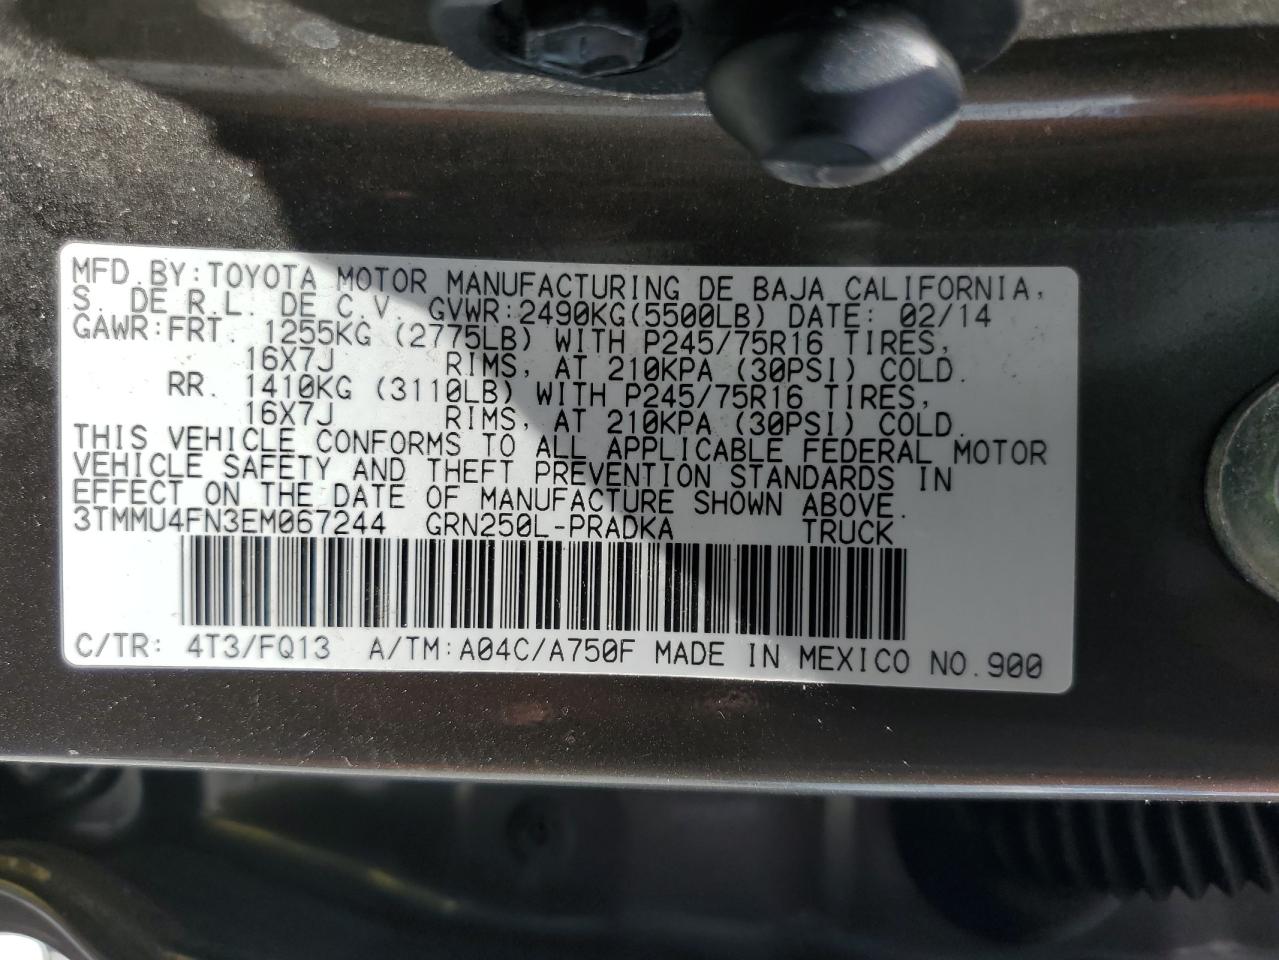 MFD.BY:TOYOTA MOTOR MANUFACTURING DE BAJA CALIFORNIA,
S. DE R.L. DE C.V. GVWR:2490KG(5500LB) DATE: 02/14
GAWR:FRT. 1255KG (2775LB) WITH P245/75R16 TIRES,
16X7J RIMS, AT 210KPA (30PSI) COLD.
RR. 1410KG (3110LB) WITH P245/75R16 TIRES,
16X7J RIMS, AT 210KPA (30PSI) COLD.
THIS VEHICLE CONFORMS TO ALL APPLICABLE FEDERAL MOTOR
VEHICLE SAFETY AND THEFT PREVENTION STANDARDS IN
EFFECT ON THE DATE OF MANUFACTURE SHOWN ABOVE.
3TMMU4FN3EM067244 GRN250L-PRADKA TRUCK
C/TR: 4T3/FQ13 A/TM:A04C/A750F MADE IN MEXICO NO.900